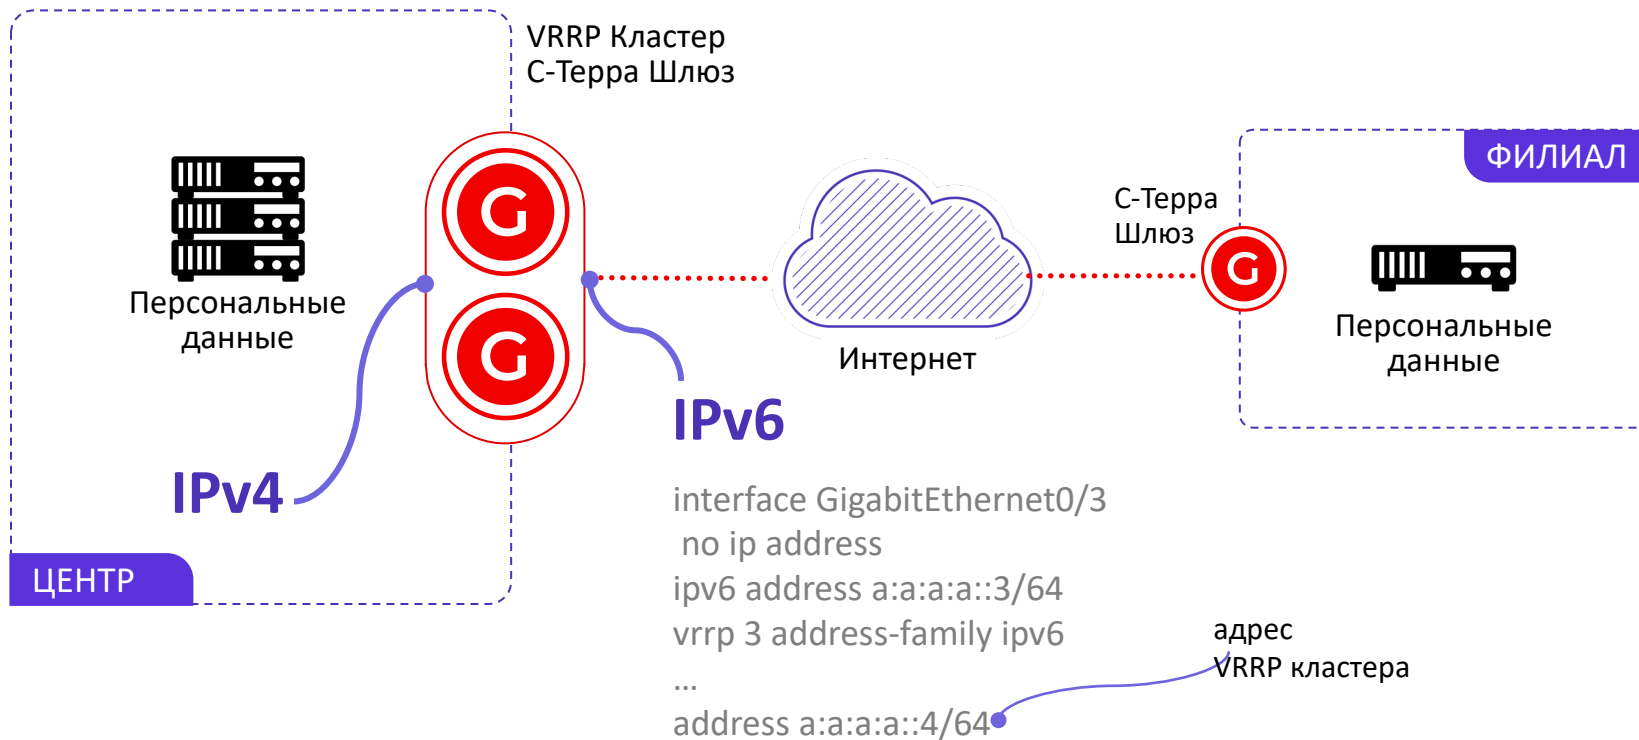 VRRP Кластер
С-Терра Шлюз
ФИЛИАЛ
С-Терра
Шлюз
G
G
G
Персональные
данные
Интернет
Персональные
данные
IPv6
IPv4
ЦЕНТР
interface GigabitEthernet0/3
no ip address
ipv6 address a:a:a:a::3/64
vrrp 3 address-family ipv6
...
address a:a:a:a::4/64
адрес
VRRP кластера